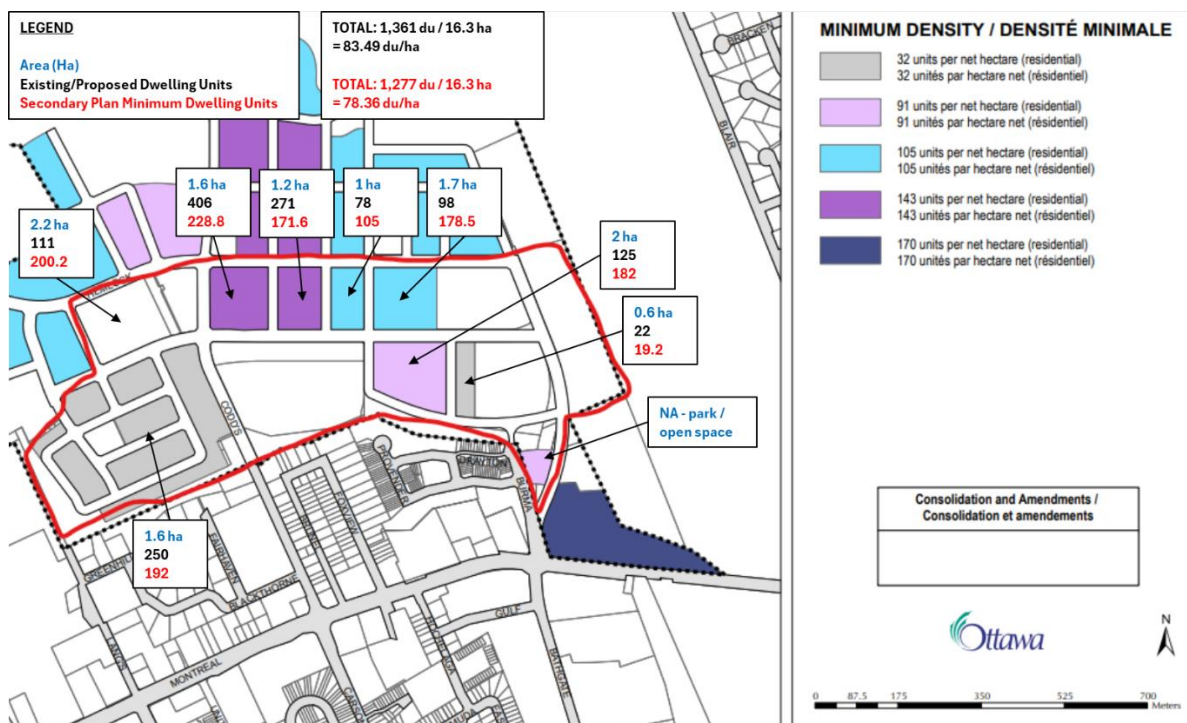 LEGEND
Area (Ha)
Existing/Proposed Dwelling Units
Secondary Plan Minimum Dwelling Units
TOTAL: 1,361 du / 16.3 ha
= 83.49 du/ha
TOTAL: 1,277 du / 16.3 ha
= 78.36 du/ha
2.2 ha
111
200.2
1.6 ha
406
228.8
1.2 ha
271
171.6
1 ha
78
105
1.7 ha
98
178.5
2 ha
125
182
0.6 ha
22
19.2
NA - park /
open space
1.6 ha
250
192
BRACKEN
BLAIR
HEMLOCK
CODD'S
PROVENDER
DRAYTON
BURMA
FOXVIEW
BRUNEL
FAIRHAVEN
GREENHILL
BLACKTHORNE
LANG'S
MONTREAL
GULF
BATHGATE
MINIMUM DENSITY / DENSITÉ MINIMALE
32 units per net hectare (residential)
32 unités par hectare net (résidentiel)
91 units per net hectare (residential)
91 unités par hectare net (résidentiel)
105 units per net hectare (residential)
105 unités par hectare net (résidentiel)
143 units per net hectare (residential)
143 unités par hectare net (résidentiel)
170 units per net hectare (residential)
170 unités par hectare net (résidentiel)
Consolidation and Amendments /
Consolidation et amendements
Ottawa
N
0 87.5 175 350 525 700
Meters